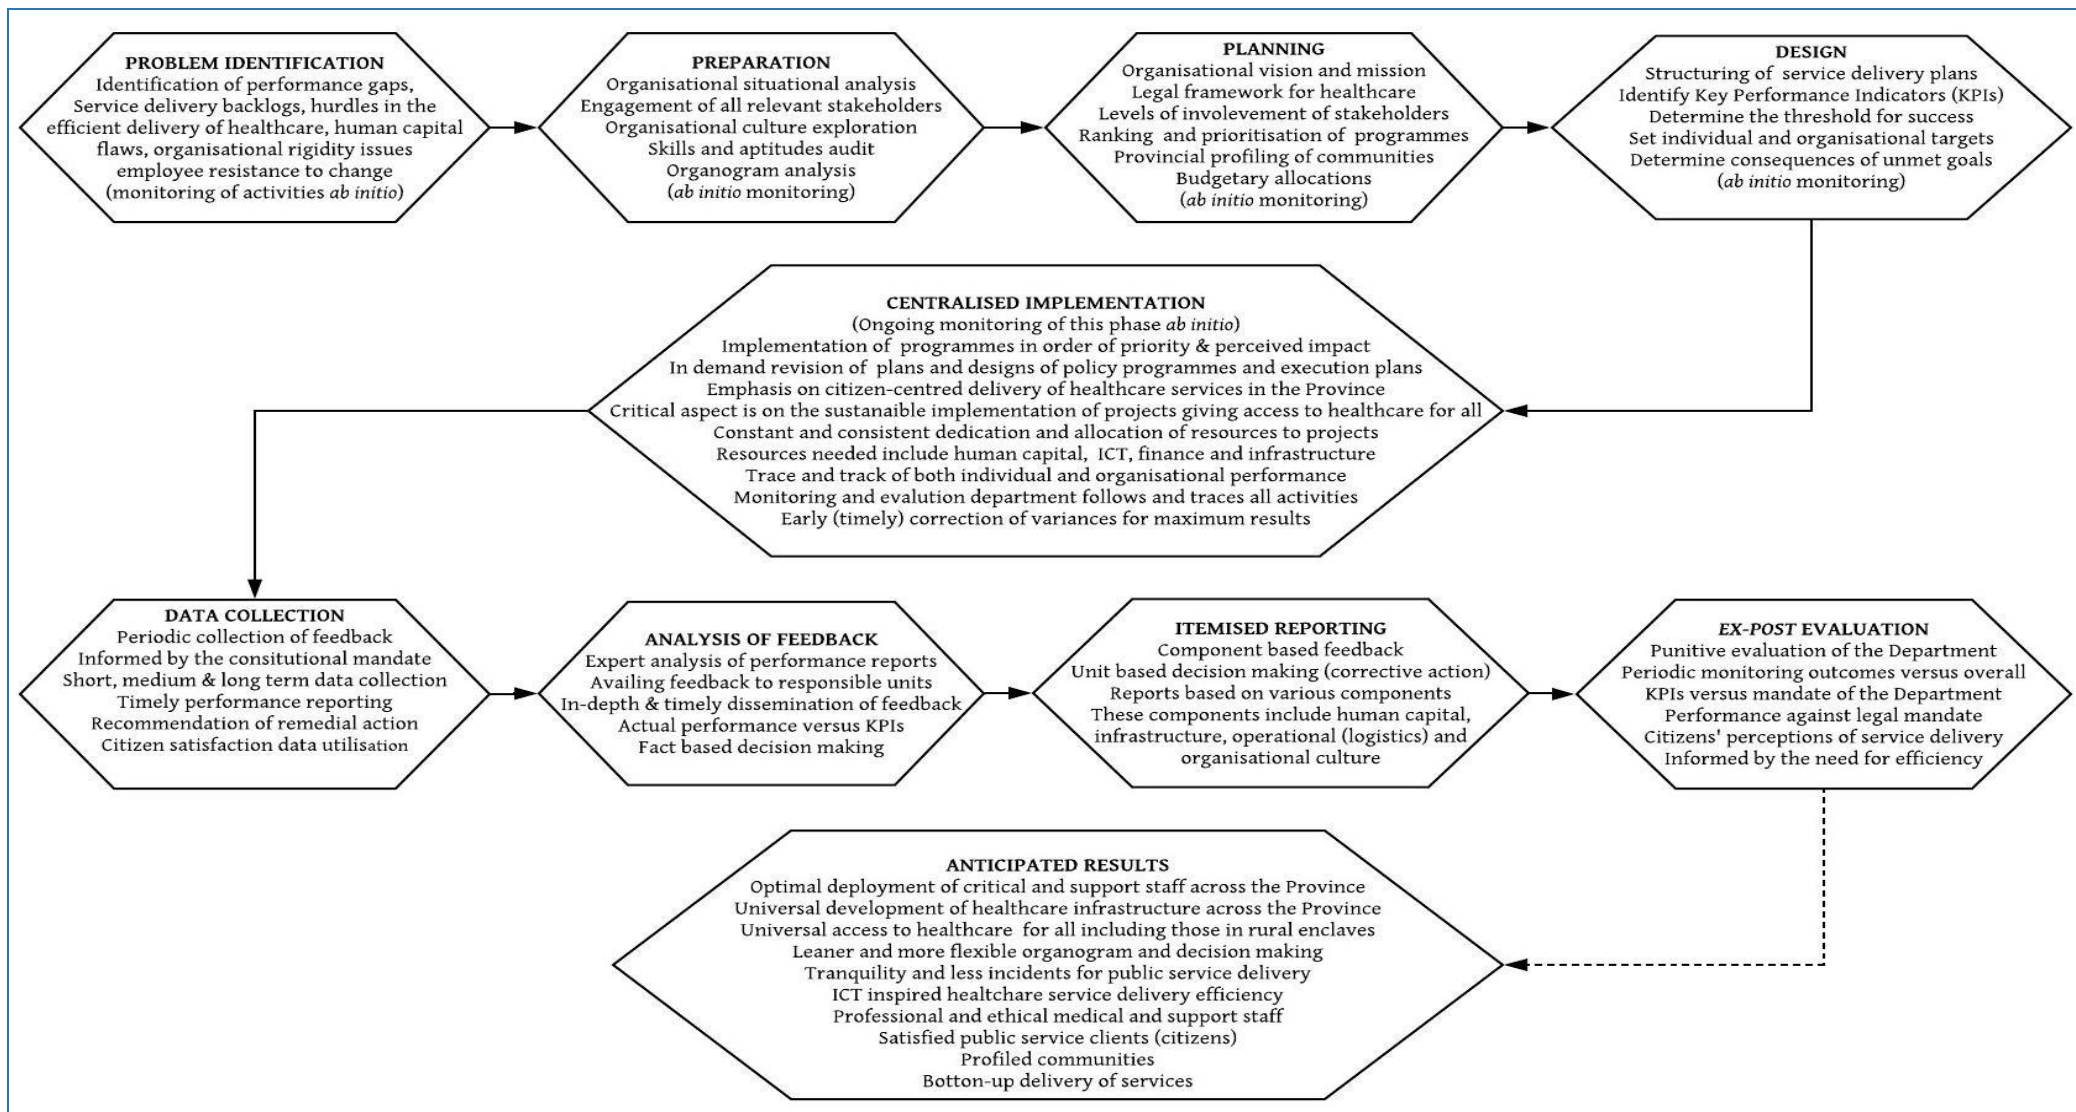 PROBLEM IDENTIFICATION
Identification of performance gaps,
Service delivery backlogs, hurdles in the
efficient delivery of healthcare, human capital
flaws, organisational rigidity issues
employee resistance to change
(monitoring of activities ab initio)
PREPARATION
Organisational situational analysis
Engagement of all relevant stakeholders
Organisational culture exploration
Skills and aptitudes audit
Organogram analysis
(ab initio monitoring)
PLANNING
Organisational vision and mission
Legal framework for healthcare
Levels of involevement of stakeholders
Ranking and prioritisation of programmes
Provincial profiling of communities
Budgetary allocations
(ab initio monitoring)
DESIGN
Structuring of service delivery plans
Identify Key Performance Indicators (KPIs)
Determine the threshold for success
Set individual and organisational targets
Determine consequences of unmet goals
(ab initio monitoring)
CENTRALISED IMPLEMENTATION
(Ongoing monitoring of this phase ab initio)
Implementation of programmes in order of priority & perceived impact
In demand revision of plans and designs of policy programmes and execution plans
Emphasis on citizen-centred delivery of healthcare services in the Province
Critical aspect is on the sustanaible implementation of projects giving access to healthcare for all
Constant and consistent dedication and allocation of resources to projects
Resources needed include human capital, ICT, finance and infrastructure
Trace and track of both individual and organisational performance
Monitoring and evalution department follows and traces all activities
Early (timely) correction of variances for maximum results
DATA COLLECTION
Periodic collection of feedback
Informed by the consitutional mandate
Short, medium & long term data collection
Timely performance reporting
Recommendation of remedial action
Citizen satisfaction data utilisation
ANALYSIS OF FEEDBACK
Expert analysis of performance reports
Availing feedback to responsible units
In-depth & timely dissemination of feedback
Actual performance versus KPIs
Fact based decision making
ITEMISED REPORTING
Component based feedback
Unit based decision making (corrective action)
Reports based on various components
These components include human capital,
infrastructure, operational (logistics) and
organisational culture
EX-POST EVALUATION
Punitive evaluation of the Department
Periodic monitoring outcomes versus overall
KPIs versus mandate of the Department
Performance against legal mandate
Citizens' perceptions of service delivery
Informed by the need for efficiency
ANTICIPATED RESULTS
Optimal deployment of critical and support staff across the Province
Universal development of healthcare infrastructure across the Province
Universal access to healthcare for all including those in rural enclaves
Leaner and more flexible organogram and decision making
Tranquility and less incidents for public service delivery
ICT inspired healtchare service delivery efficiency
Professional and ethical medical and support staff
Satisfied public service clients (citizens)
Profiled communities
Botton-up delivery of services